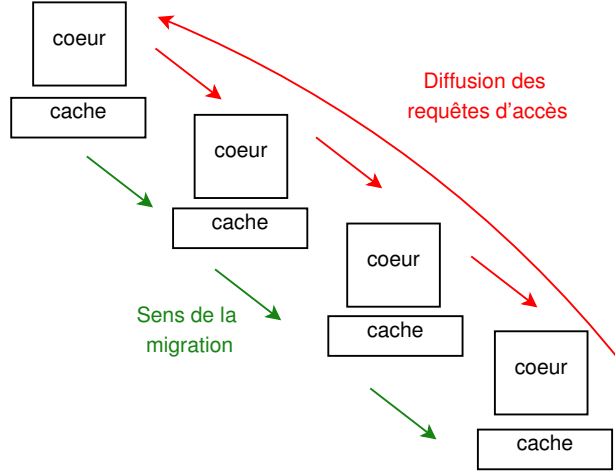 coeur
cache
Diffusion des
requêtes d'accès
coeur
cache
coeur
cache
Sens de la
migration
coeur
cache